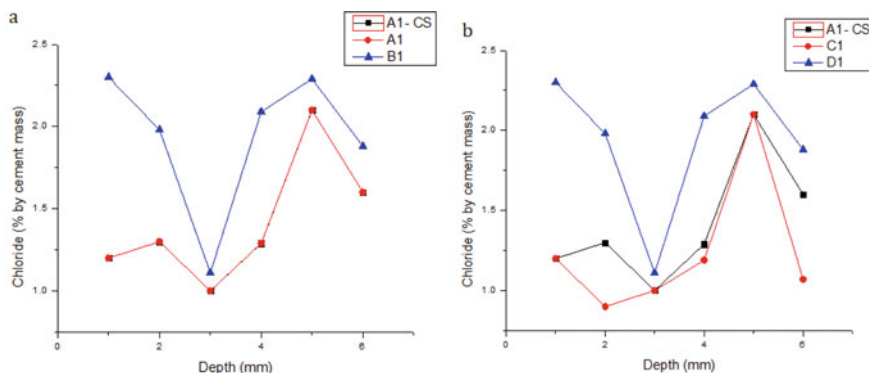 a
A1- CS
A1
B1
2.5
2.0
1.5
1.0
0
2
4
6
Chloride (% by cement mass)
Depth (mm)
b
A1- CS
C1
D1
2.5
2.0
1.5
1.0
0
2
4
6
Chloride (% by cement mass)
Depth (mm)